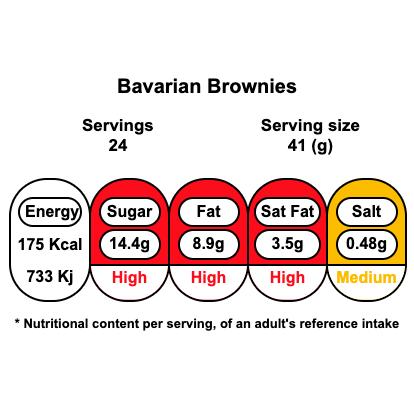 Bavarian Brownies
Servings
24
Serving size
41 (g)
Energy
175 Kcal
733 Kj
Sugar
14.4g
High
Fat
8.9g
High
Sat Fat
3.5g
High
Salt
0.48g
Medium
* Nutritional content per serving, of an adult's reference intake